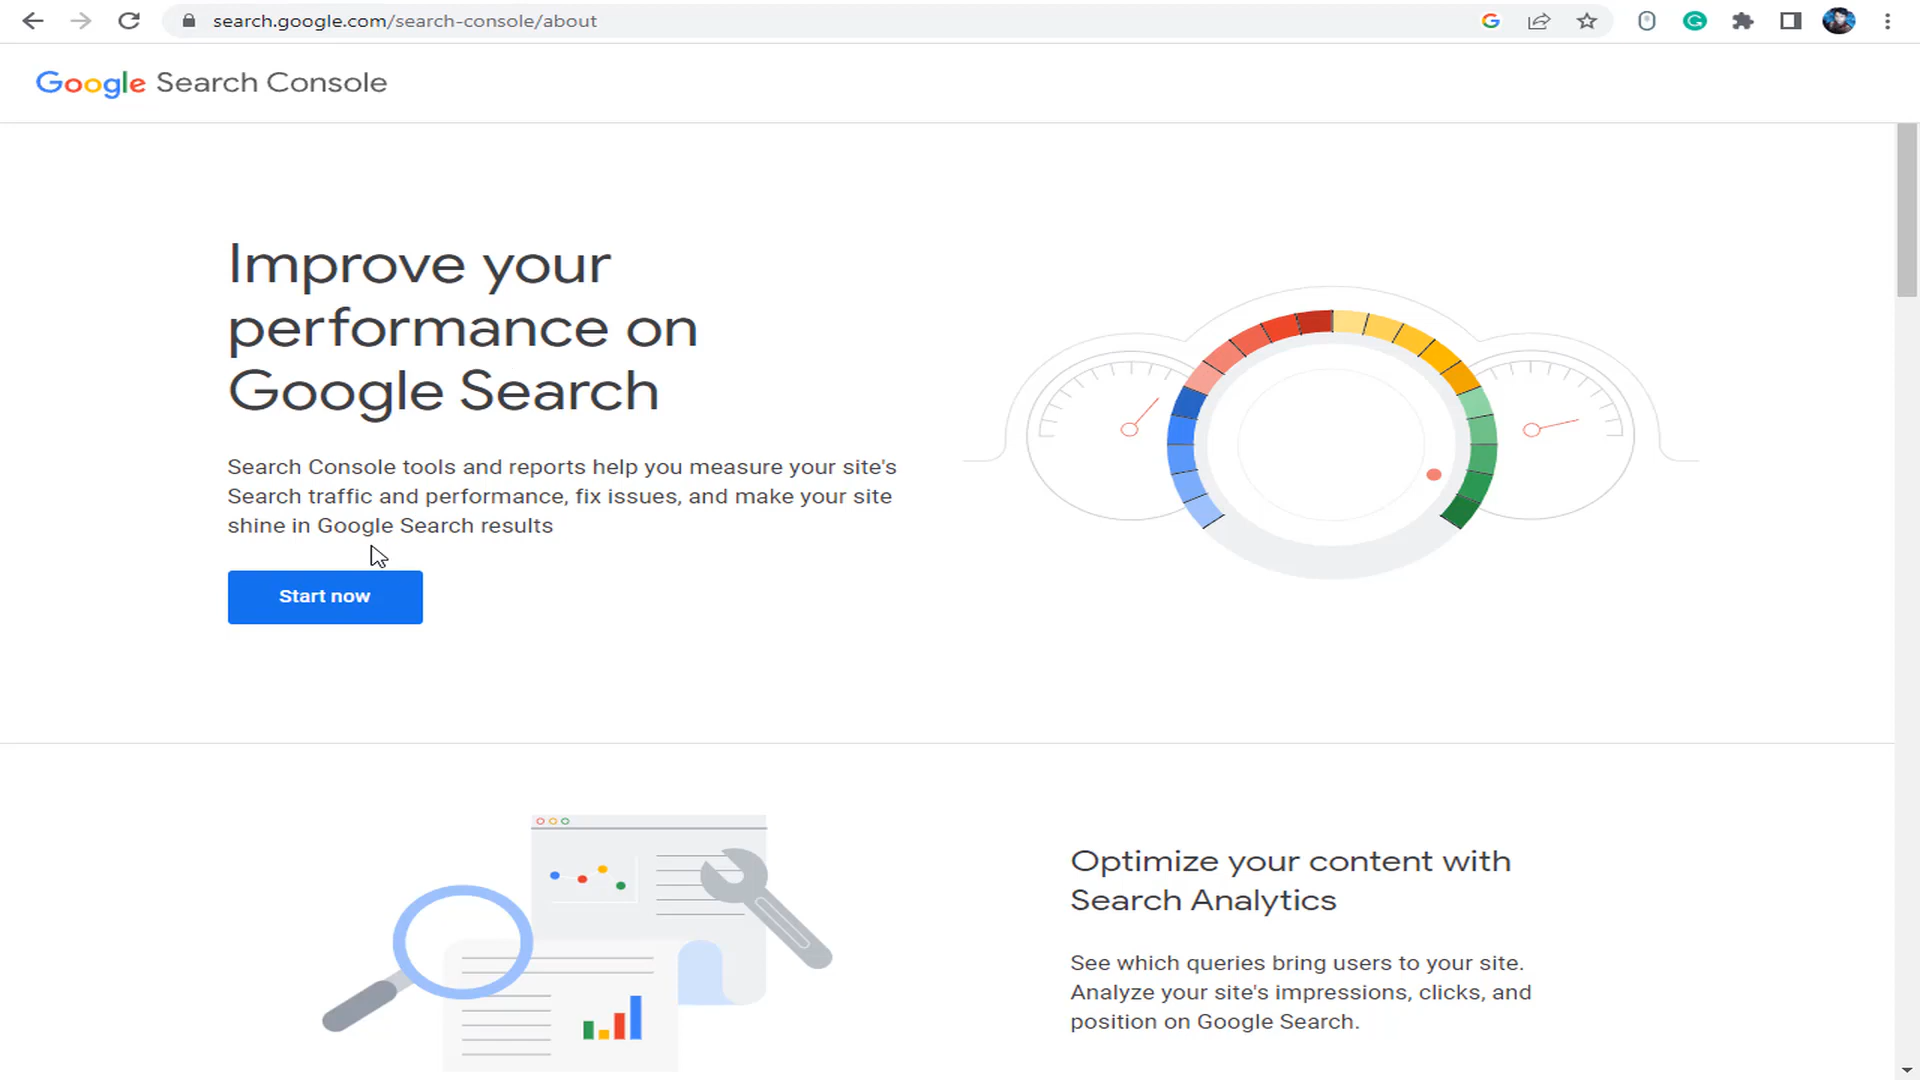 search.google.com/search-console/about
Google Search Console
Improve your
performance on
Google Search
Search Console tools and reports help you measure your site's
Search traffic and performance, fix issues, and make your site
shine in Google Search results
Start now
Optimize your content with
Search Analytics
See which queries bring users to your site.
Analyze your site's impressions, clicks, and
position on Google Search.